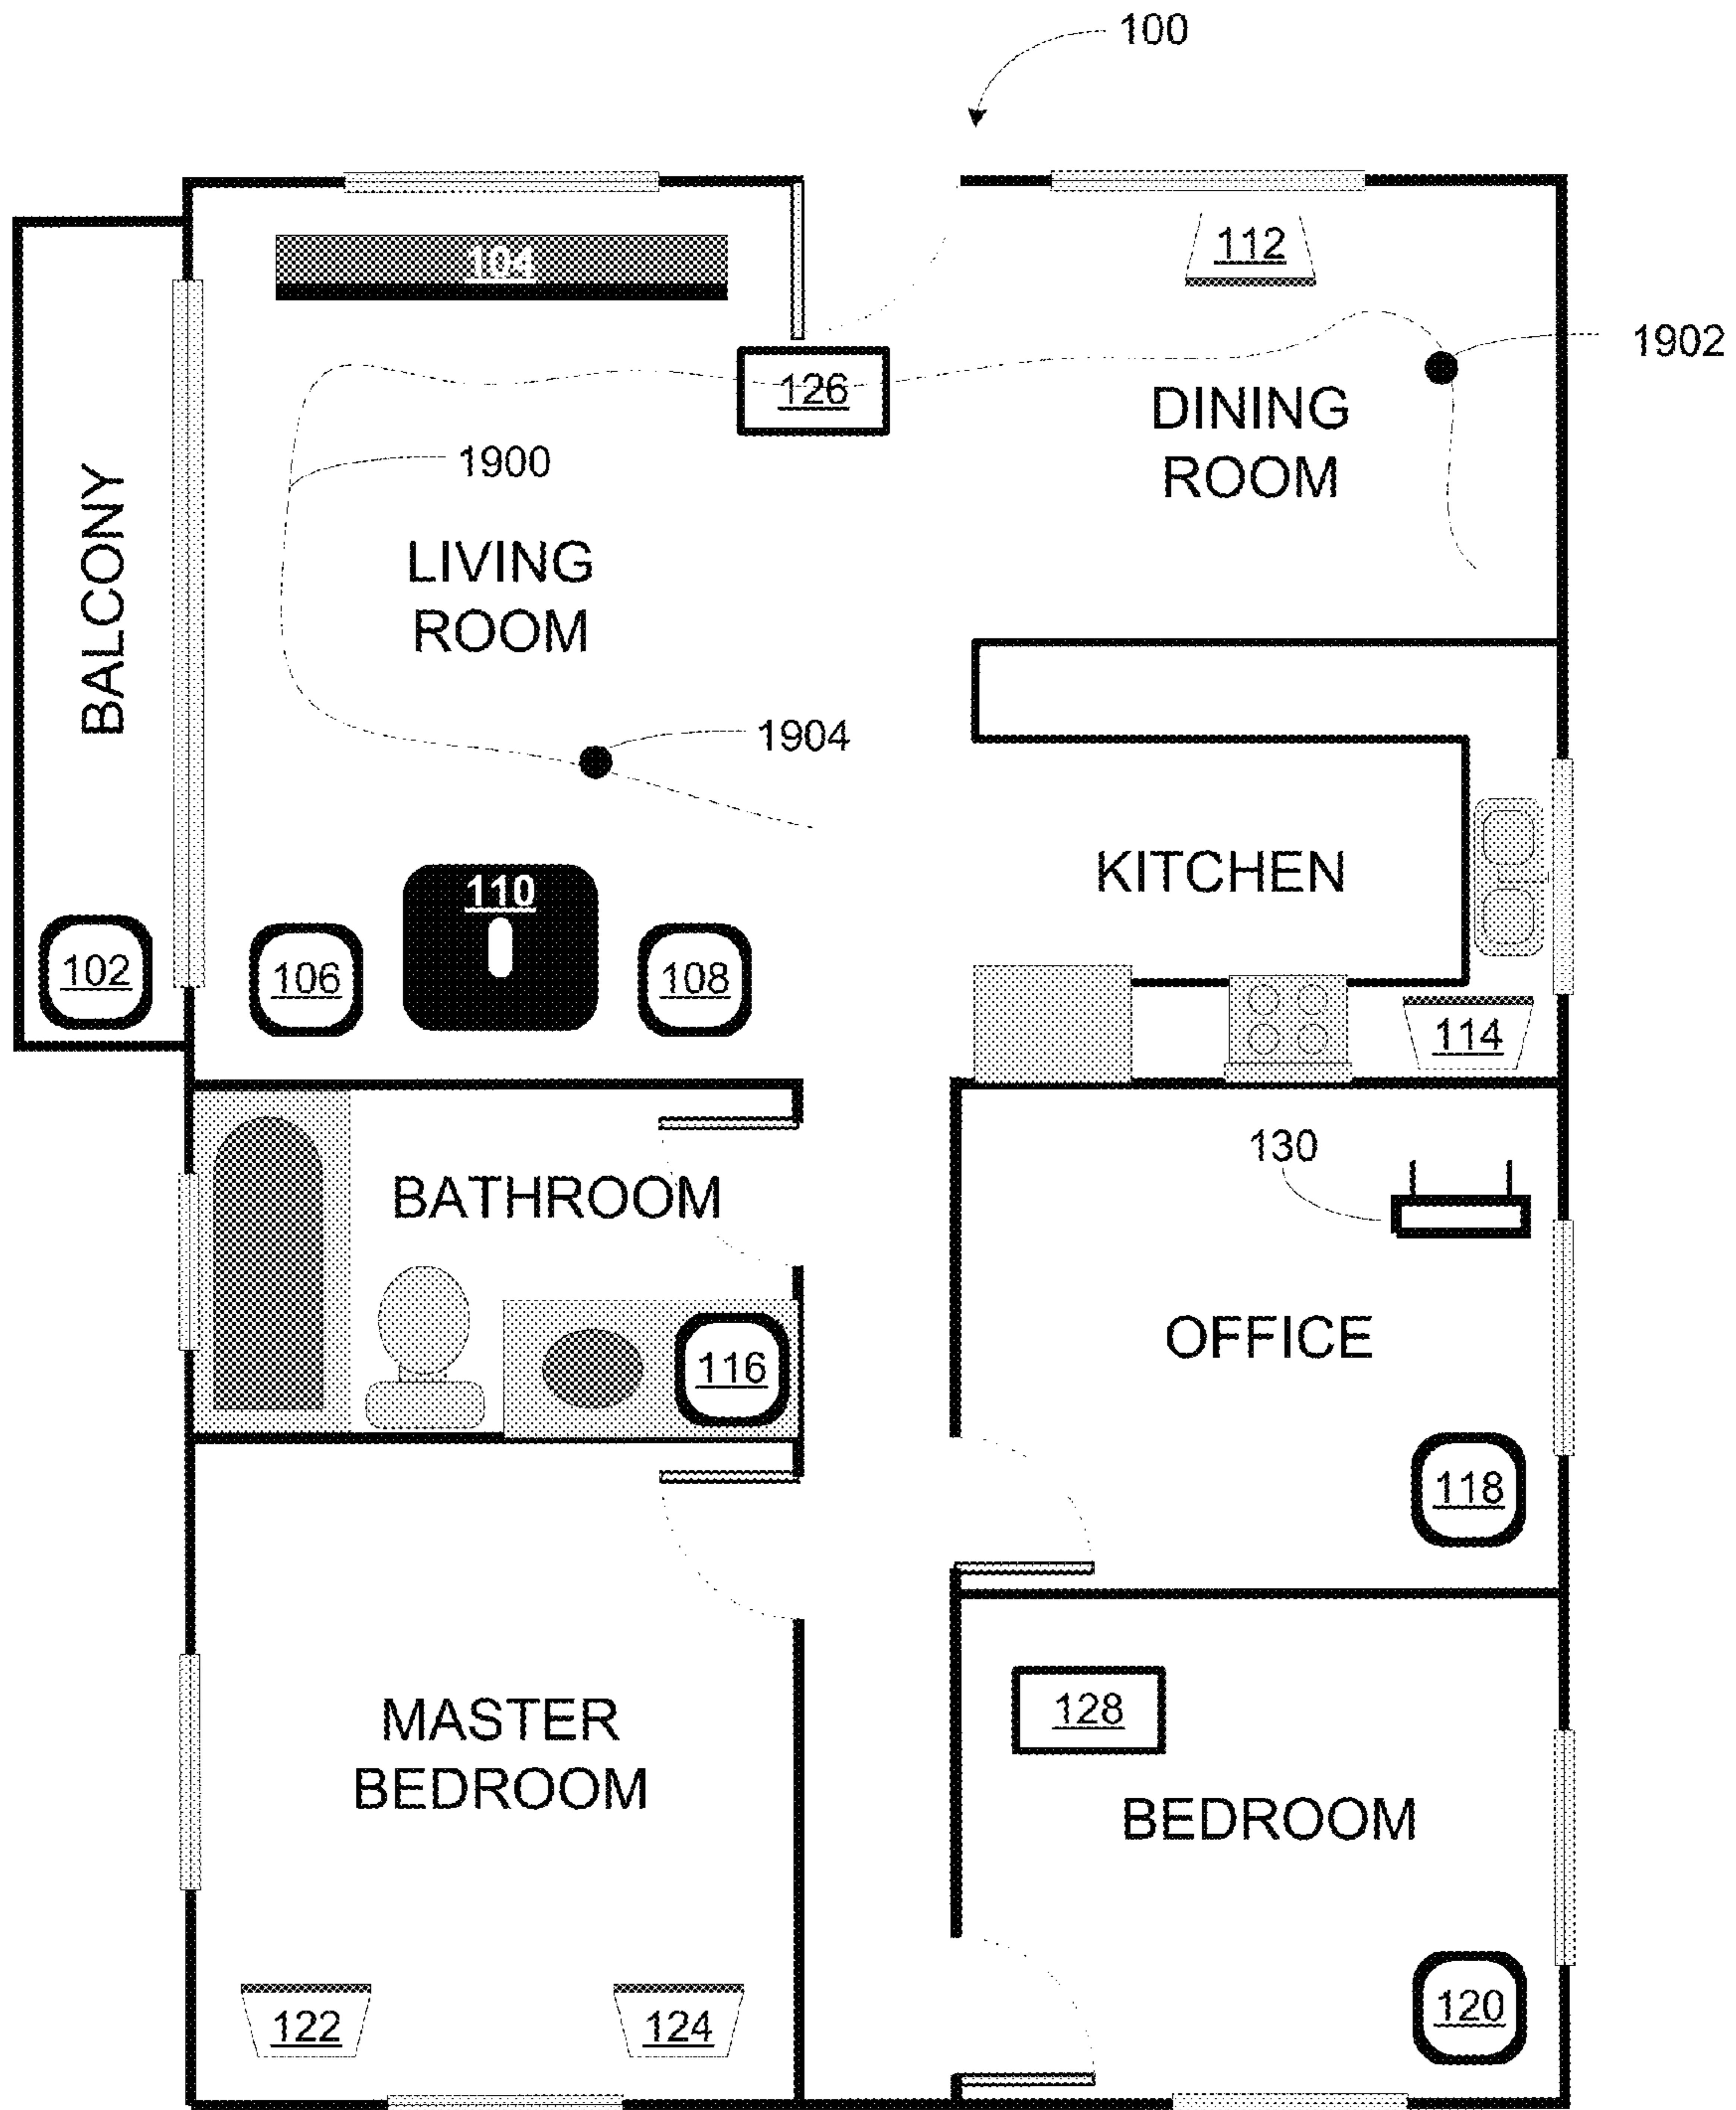 100
104
112
1902
126
DINING
ROOM
1900
BALCONY
LIVING
ROOM
1904
KITCHEN
110
102
106
108
114
130
BATHROOM
OFFICE
116
118
MASTER
BEDROOM
128
BEDROOM
122
124
120